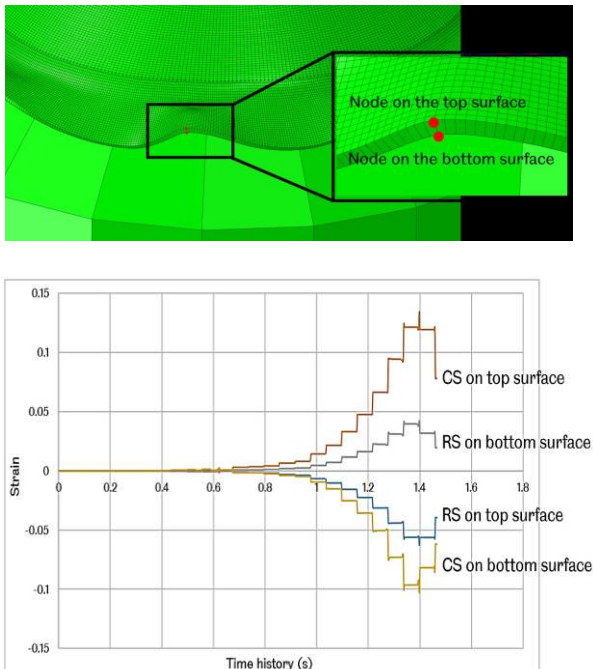 Node on the top surface
Node on the bottom surface
0.15
0.1
CS on top surface
0.05
RS on bottom surface
0
0 0.2 0.4 0.6 0.8 1.0 1.2 1.4 1.6 1.8
Strain
RS on top surface
-0.05
CS on bottom surface
-0.1
-0.15
Time history (s)